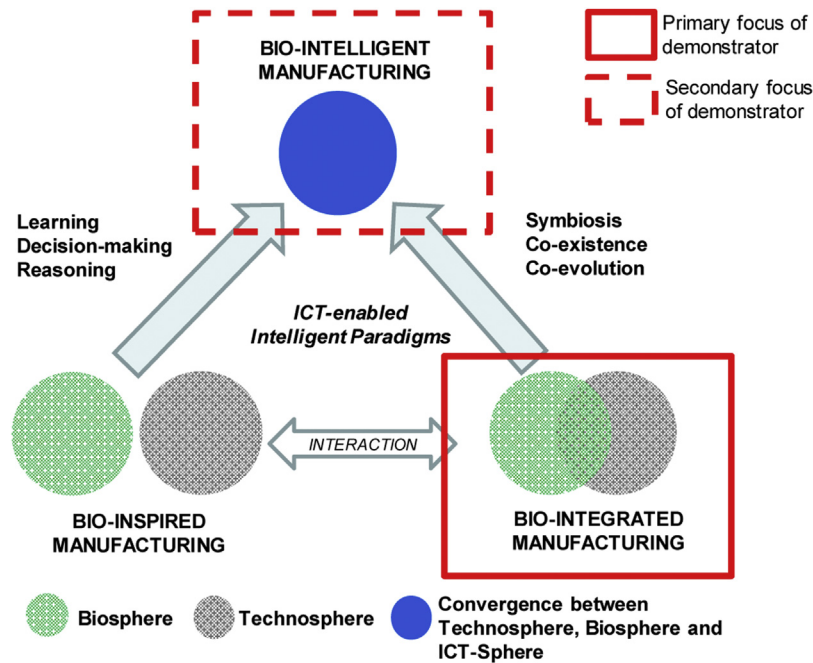 BIO-INTELLIGENT
MANUFACTURING
Primary focus of
demonstrator
Secondary focus
of demonstrator
Learning
Decision-making
Reasoning
Symbiosis
Co-existence
Co-evolution
ICT-enabled
Intelligent Paradigms
INTERACTION
BIO-INSPIRED
MANUFACTURING
BIO-INTEGRATED
MANUFACTURING
Biosphere
Technosphere
Convergence between
Technosphere, Biosphere and
ICT-Sphere